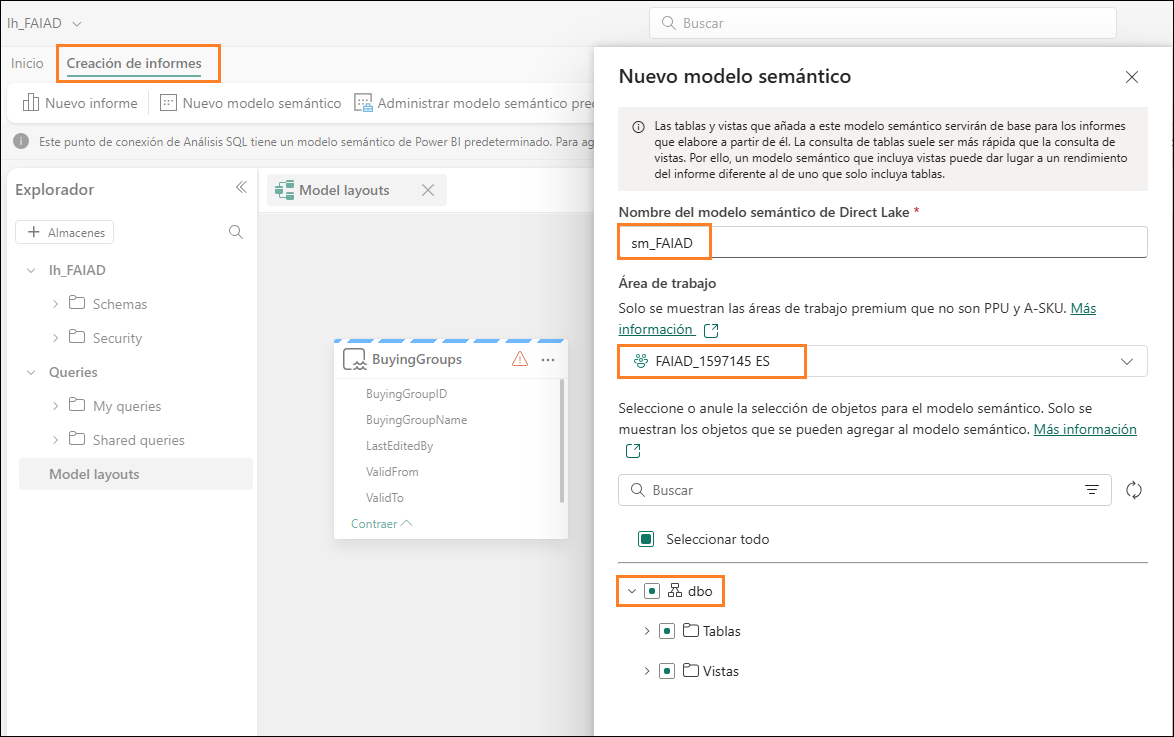 lh_FAIAD
Buscar
Inicio
Creación de informes
Nuevo informe
Nuevo modelo semántico
Administrar modelo semántico pred
Este punto de conexión de Análisis SQL tiene un modelo semántico de Power BI predeterminado. Para ag
Explorador
Almacenes
lh_FAIAD
Schemas
Security
Queries
My queries
Shared queries
Model layouts
Model layouts
BuyingGroups
BuyingGroupID
BuyingGroupName
LastEditedBy
ValidFrom
ValidTo
Contraer
Nuevo modelo semántico
Las tablas y vistas que añada a este modelo semántico servirán de base para los informes
que elabore a partir de él. La consulta de tablas suele ser más rápida que la consulta de
vistas. Por ello, un modelo semántico que incluya vistas puede dar lugar a un rendimiento
del informe diferente al de uno que solo incluya tablas.
Nombre del modelo semántico de Direct Lake *
sm_FAIAD
Área de trabajo
Solo se muestran las áreas de trabajo premium que no son PPU y A-SKU. Más
información
FAIAD_1597145 ES
Seleccione o anule la selección de objetos para el modelo semántico. Solo se
muestran los objetos que se pueden agregar al modelo semántico. Más información
Buscar
Seleccionar todo
dbo
Tablas
Vistas